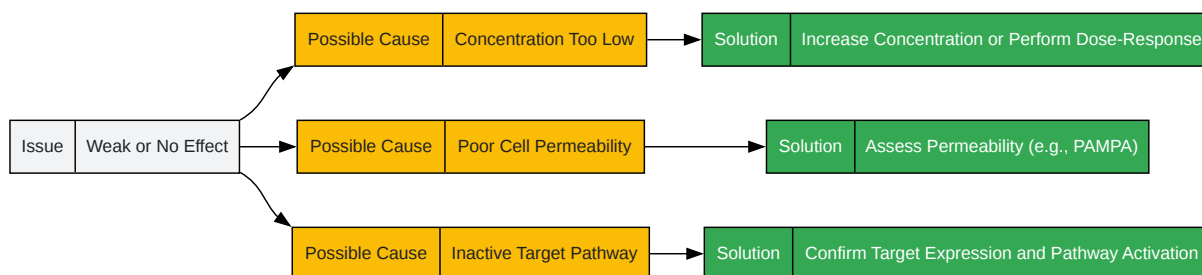 Possible Cause Concentration Too Low Solution Increase Concentration or Perform Dose-Response
Issue Weak or No Effect Possible Cause Poor Cell Permeability Solution Assess Permeability (e.g., PAMPA)
Possible Cause Inactive Target Pathway Solution Confirm Target Expression and Pathway Activation